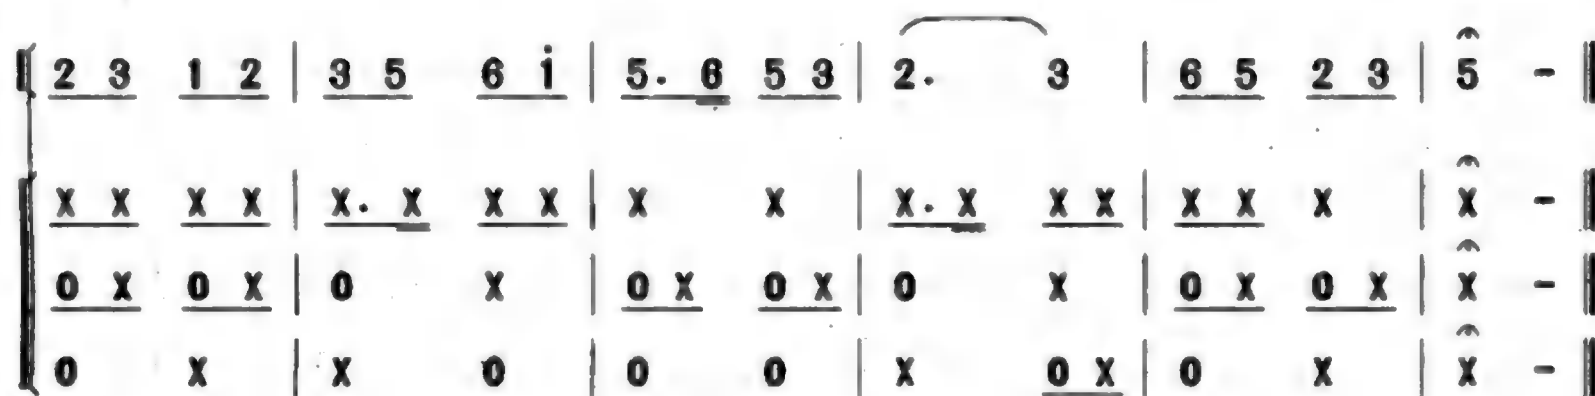 2 3 1 2 | 3 5 6 i | 5. 6 5 3 | 2. 3 | 6 5 2 3 | 5 -
X X X X | X. X X X | X X | X. X X X | X X X | X -
0 X 0 X | 0 X | 0 X 0 X | 0 X | 0 X 0 X | X -
0 X | X 0 | 0 0 | X 0 X | 0 X | X -